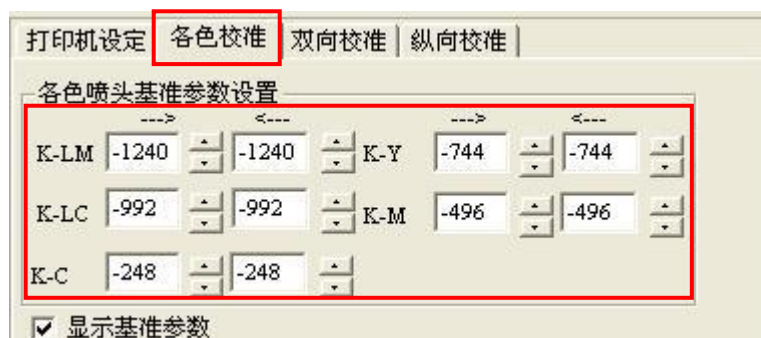 打印机设定 各色校准 双向校准 纵向校准
各色喷头基准参数设置
---> <--- ---> <---
K-LM -1240 -1240 K-Y -744 -744
K-LC -992 -992 K-M -496 -496
K-C -248 -248
显示基准参数